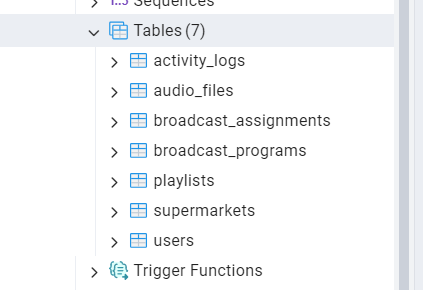 Sequences
Tables (7)
activity_logs
audio_files
broadcast_assignments
broadcast_programs
playlists
supermarkets
users
Trigger Functions